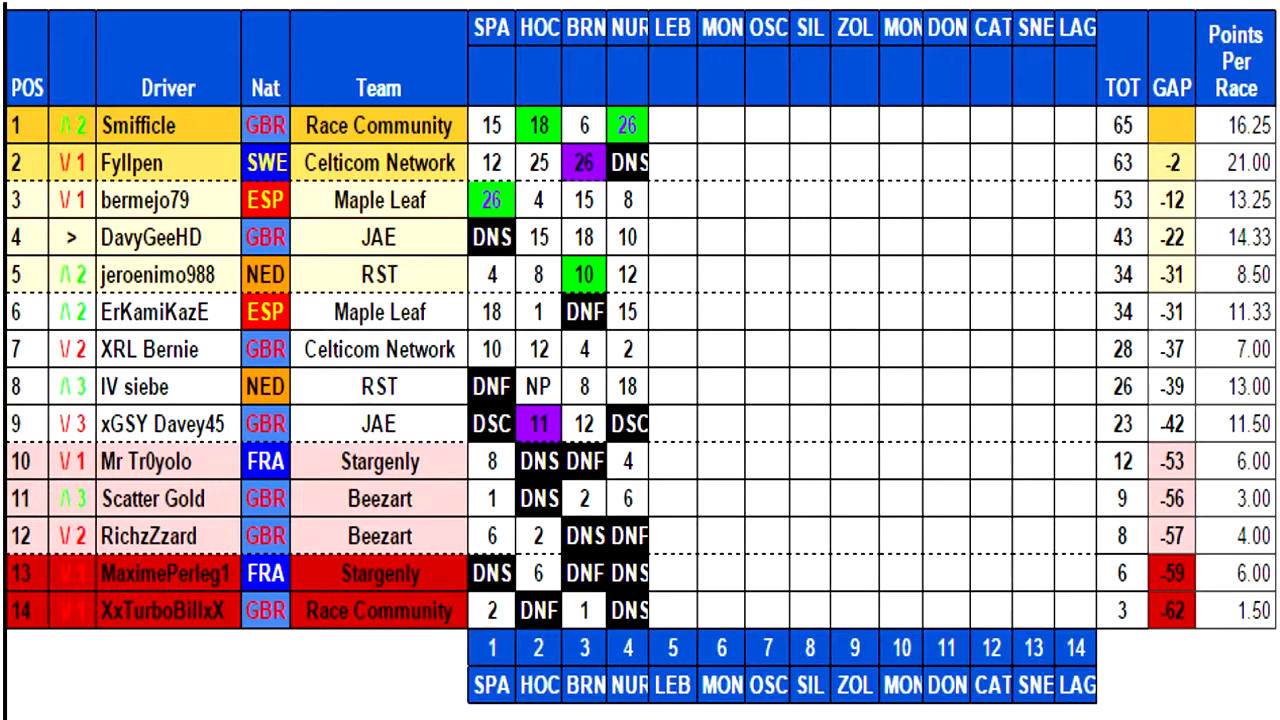 SPA HOC BRN NUR LEB MON OSC SIL ZOL MON DON CAT SNE LAG Points
Per
POS Driver Nat Team TOT GAP Race
1 /\ 2 Smifficle GBR Race Community 15 18 6 26 65 16.25
2 \/ 1 Fyllpen SWE Celticom Network 12 25 26 DNS 63 -2 21.00
3 \/ 1 bermejo79 ESP Maple Leaf 26 4 15 8 53 -12 13.25
4 > DavyGeeHD GBR JAE DNS 15 18 10 43 -22 14.33
5 /\ 2 jeroenimo988 NED RST 4 8 10 12 34 -31 8.50
6 /\ 2 ErKamiKazE ESP Maple Leaf 18 1 DNF 15 34 -31 11.33
7 \/ 2 XRL Bernie GBR Celticom Network 10 12 4 2 28 -37 7.00
8 /\ 3 IV siebe NED RST DNF NP 8 18 26 -39 13.00
9 \/ 3 xGSY Davey45 GBR JAE DSC 11 12 DSC 23 -42 11.50
10 \/ 1 Mr Tr0yolo FRA Stargenly 8 DNS DNF 4 12 -53 6.00
11 /\ 3 Scatter Gold GBR Beezart 1 DNS 2 6 9 -56 3.00
12 \/ 2 RichzZzard GBR Beezart 6 2 DNS DNF 8 -57 4.00
13 \/ 1 MaximePerleg1 FRA Stargenly DNS 6 DNF DNS 6 -59 6.00
14 \/ 1 XxTurboBillxX GBR Race Community 2 DNF 1 DNS 3 -62 1.50
1 2 3 4 5 6 7 8 9 10 11 12 13 14
SPA HOC BRN NUR LEB MON OSC SIL ZOL MON DON CAT SNE LAG